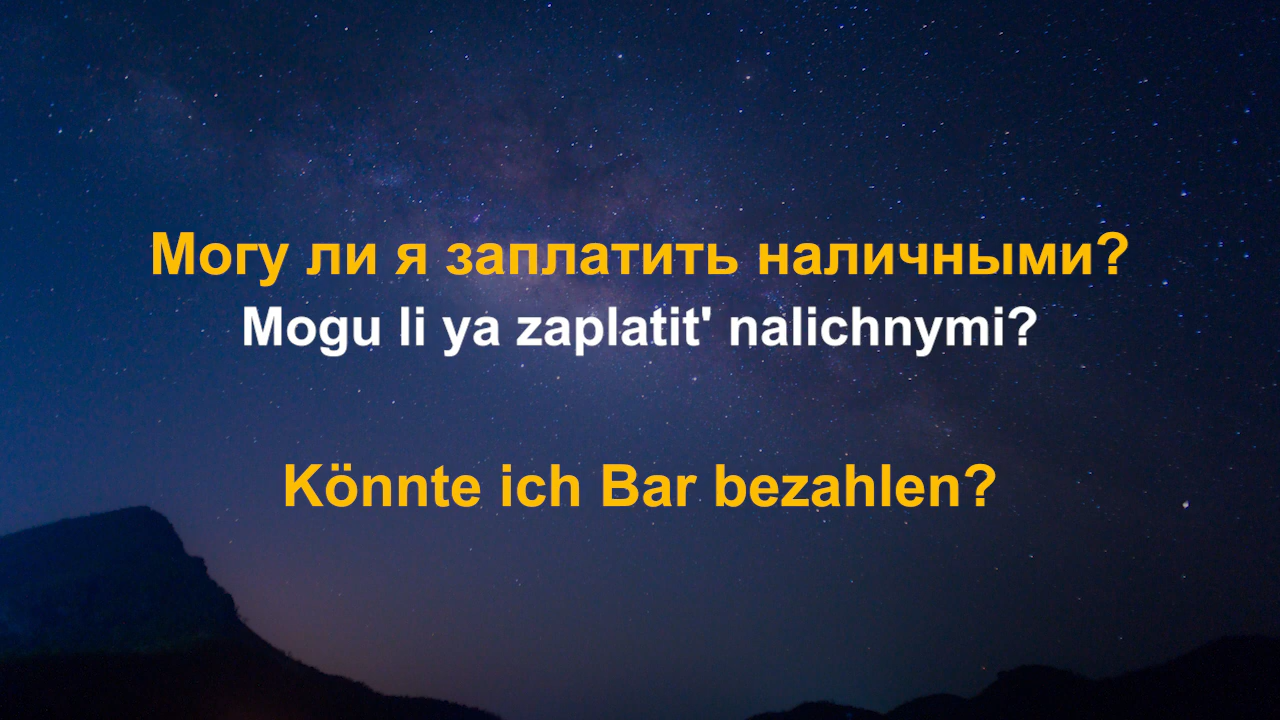 Могу ли я заплатить наличными?
Mogu li ya zaplatit' nalichnymi?
Könnte ich Bar bezahlen?